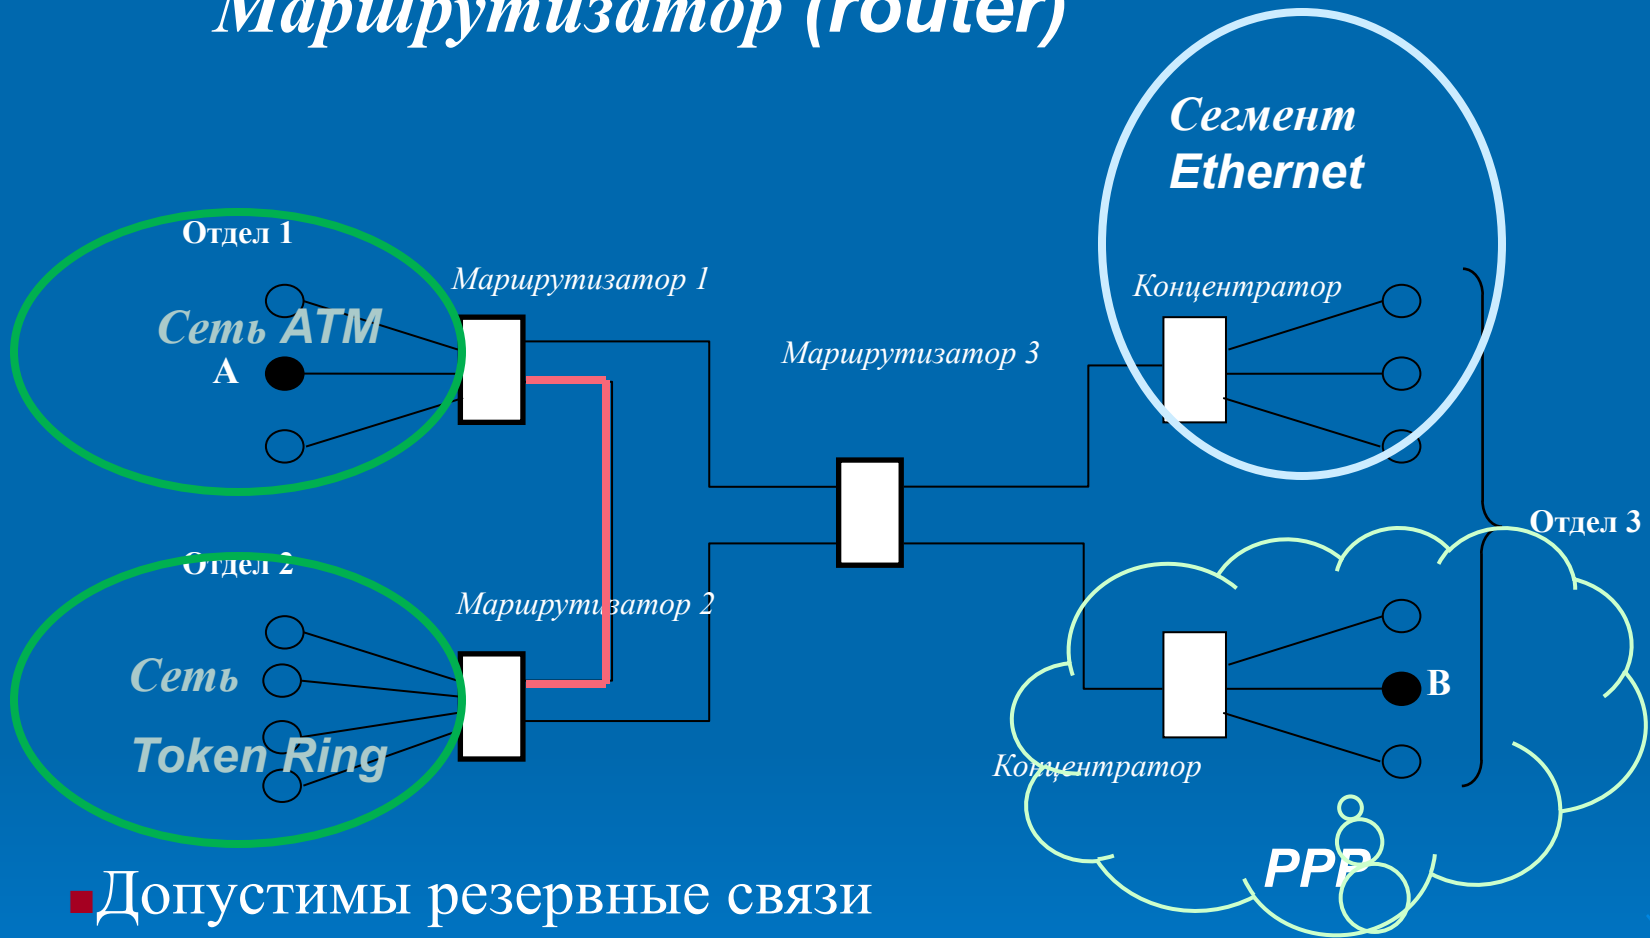 Маршрутизатор (router)
Сегмент
Ethernet
Отдел 1
Маршрутизатор 1
Концентратор
Сеть ATM
Маршрутизатор 3
А
Отдел 3
Отдел 2
Маршрутизатор 2
Сеть
В
Token Ring
Концентратор
PPP
Допустимы резервные связи